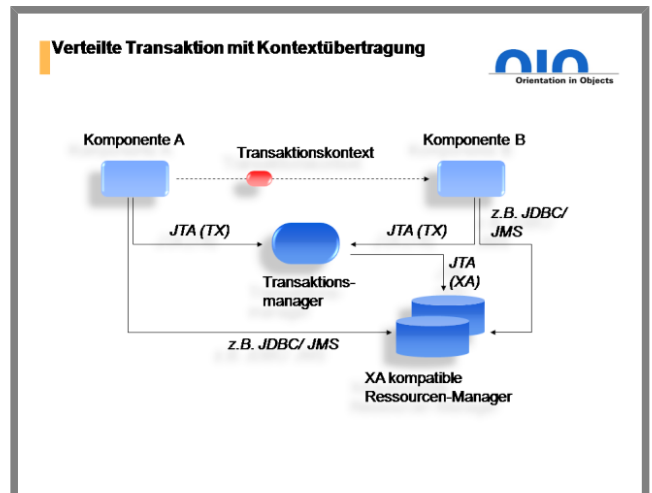 Verteilte Transaktion mit Kontextübertragung
OIO
Orientation in Objects
Komponente A
Transaktionskontext
Komponente B
z.B. JDBC/
JMS
JTA (TX)
JTA (TX)
JTA
(XA)
Transaktions-
manager
z.B. JDBC/ JMS
XA kompatible
Ressourcen-Manager